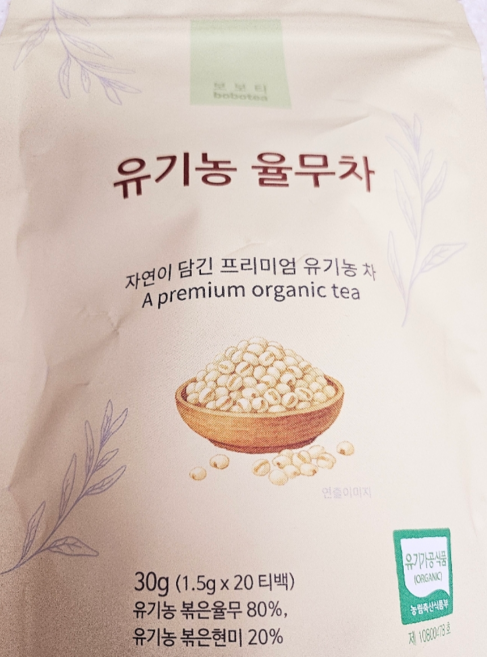 보보티
bobotea
유기농 율무차
자연이 담긴 프리미엄 유기농 차
A premium organic tea
연출이미지
유기가공식품
(ORGANIC)
농림축산식품부
30g (1.5g x 20 티백)
유기농 볶은율무 80%,
유기농 볶은현미 20%